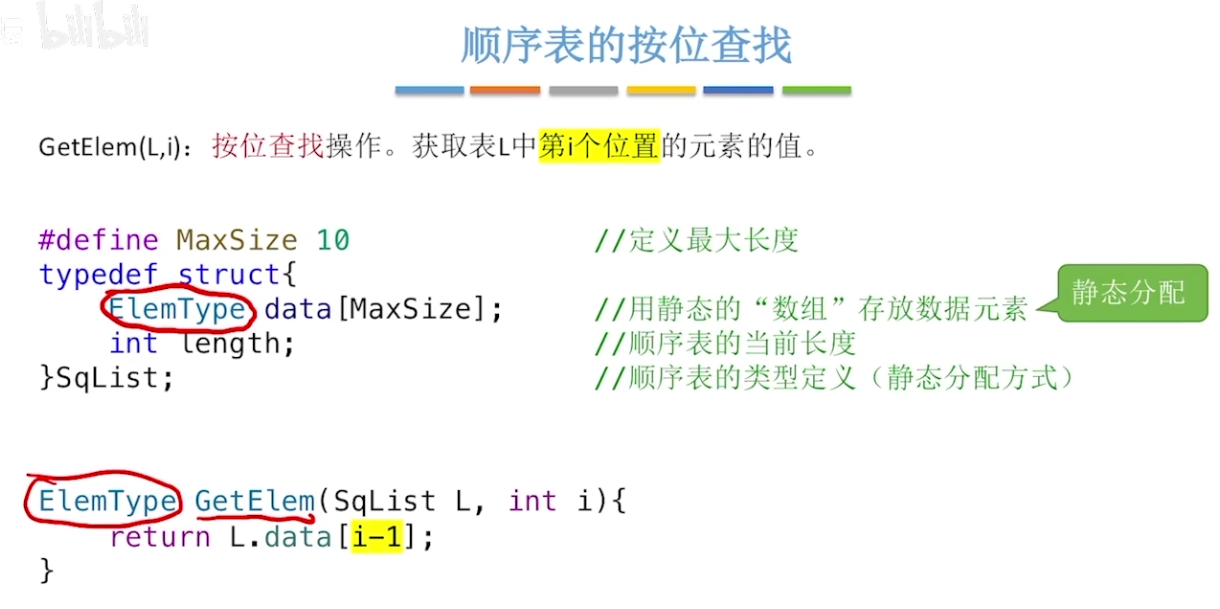 bilibili
顺序表的按位查找
GetElem(L,i)：按位查找操作。获取表L中第i个位置的元素的值。
#define MaxSize 10 //定义最大长度
typedef struct{
ElemType data[MaxSize]; //用静态的“数组”存放数据元素
静态分配
int length; //顺序表的当前长度
}SqList; //顺序表的类型定义（静态分配方式）
ElemType GetElem(SqList L, int i){
return L.data[i-1];
}